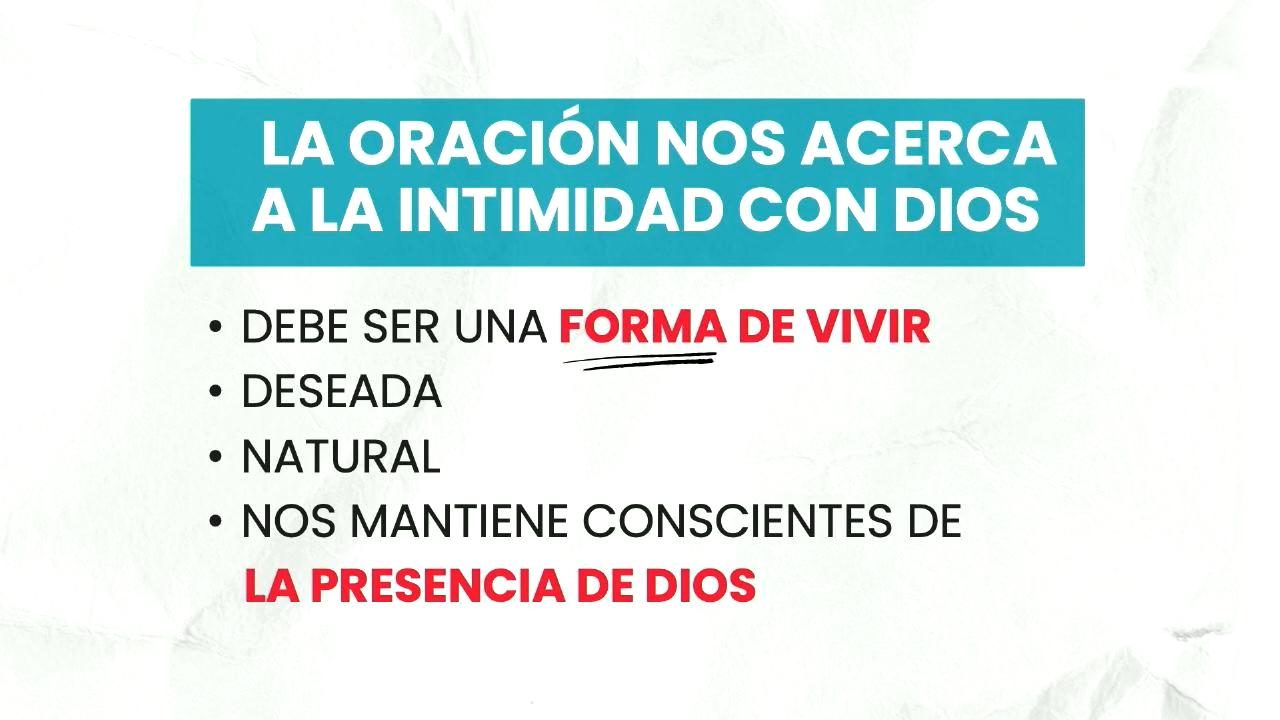 LA ORACIÓN NOS ACERCA
A LA INTIMIDAD CON DIOS
• DEBE SER UNA FORMA DE VIVIR
• DESEADA
• NATURAL
• NOS MANTIENE CONSCIENTES DE
LA PRESENCIA DE DIOS